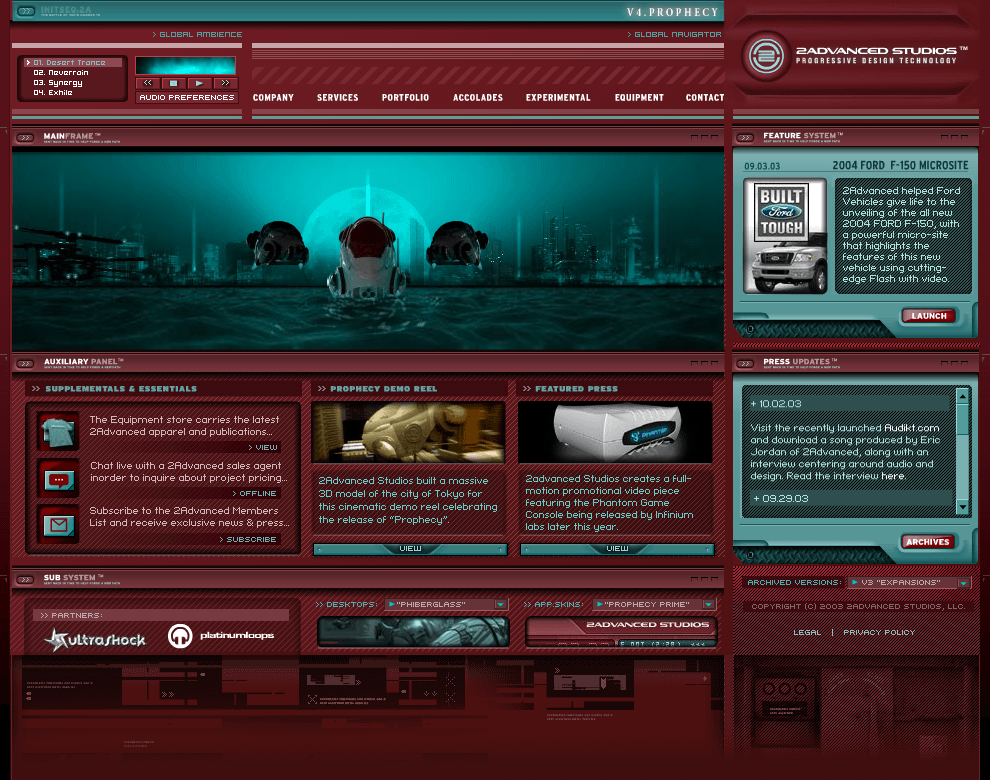 INITSEQ.2A
V4.PROPHECY
> GLOBAL AMBIENCE
> GLOBAL NAVIGATOR
01. Desert Trance
02. Neverrain
03. Synergy
04. Exhile
AUDIO PREFERENCES
COMPANY SERVICES PORTFOLIO ACCOLADES EXPERIMENTAL EQUIPMENT CONTACT
2ADVANCED STUDIOS™
PROGRESSIVE DESIGN TECHNOLOGY
MAINFRAME™
FEATURE SYSTEM™
09.03.03
2004 FORD F-150 MICROSITE
BUILT
Ford
TOUGH
2Advanced helped Ford
Vehicles give life to the
unveiling of the all new
2004 FORD F-150, with
a powerful micro-site
that highlights the
features of this new
vehicle using cutting-
edge Flash with video.
LAUNCH
AUXILIARY PANEL™
>> SUPPLEMENTALS & ESSENTIALS
The Equipment store carries the latest
2Advanced apparel and publications...
> VIEW
Chat live with a 2Advanced sales agent
inorder to inquire about project pricing...
> OFFLINE
Subscribe to the 2Advanced Members
List and receive exclusive news & press...
> SUBSCRIBE
>> PROPHECY DEMO REEL
2Advanced Studios built a massive
3D model of the city of Tokyo for
this cinematic demo reel celebrating
the release of "Prophecy".
VIEW
>> FEATURED PRESS
PHANTOM
2advanced Studios creates a full-
motion promotional video piece
featuring the Phantom Game
Console being released by Infinium
labs later this year.
VIEW
PRESS UPDATES™
+ 10.02.03
Visit the recently launched Audikt.com
and download a song produced by Eric
Jordan of 2Advanced, along with an
interview centering around audio and
design. Read the interview here.
+ 09.29.03
ARCHIVES
SUB SYSTEM™
>> PARTNERS:
ultrashock
platinumloops
>> DESKTOPS: "PHIBERGLASS"
>> APP.SKINS: "PROPHECY PRIME"
2ADVANCED STUDIOS
ARCHIVED VERSIONS: V3 "EXPANSIONS"
COPYRIGHT (C) 2003 2ADVANCED STUDIOS, LLC.
LEGAL | PRIVACY POLICY